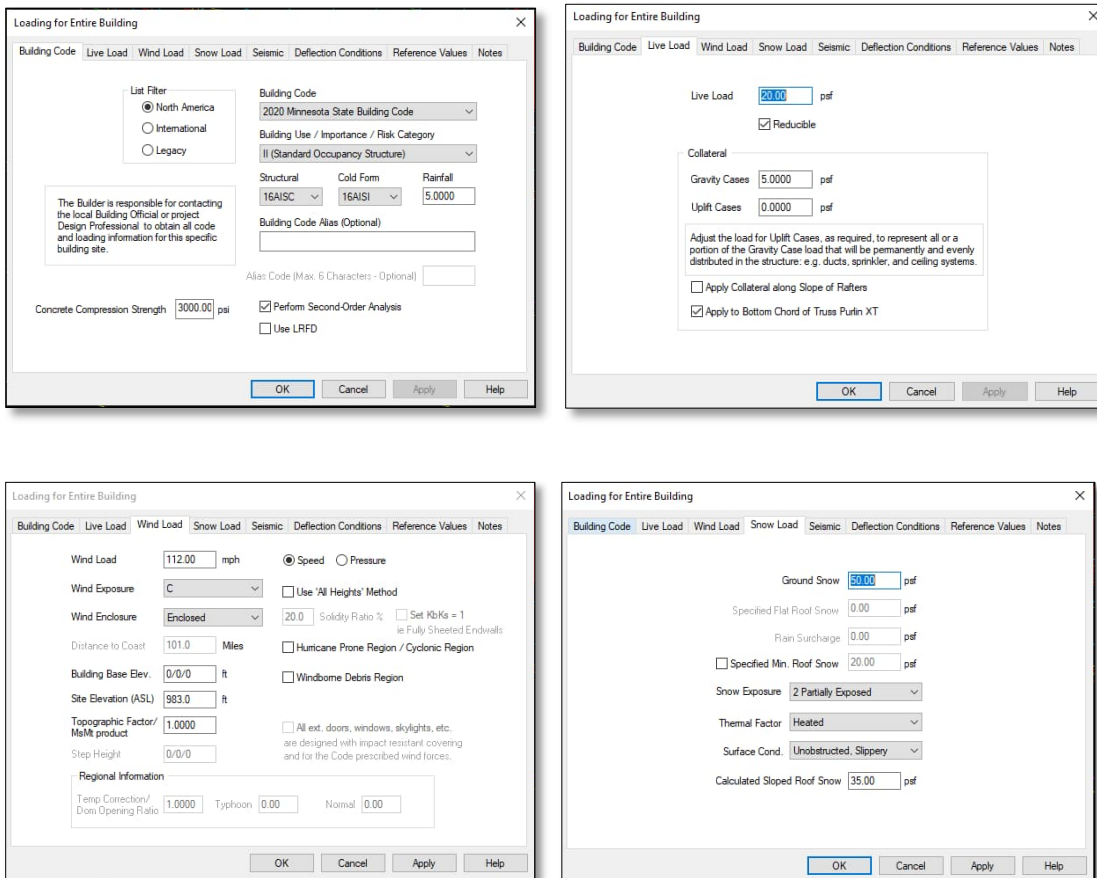 Loading for Entire Building
Building Code Live Load Wind Load Snow Load Seismic Deflection Conditions Reference Values Notes
List Filter
North America
International
Legacy
The Builder is responsible for contacting
the local Building Official or project
Design Professional to obtain all code
and loading information for this specific
building site.
Building Code
2020 Minnesota State Building Code
Building Use / Importance / Risk Category
II (Standard Occupancy Structure)
Structural Cold Form Rainfall
16AISC 16AISI 5.0000
Building Code Alias (Optional)
Alias Code (Max. 6 Characters - Optional)
Concrete Compression Strength 3000.00 psi
Perform Second-Order Analysis
Use LRFD
OK Cancel Apply Help
Loading for Entire Building
Building Code Live Load Wind Load Snow Load Seismic Deflection Conditions Reference Values Notes
Live Load 20.00 psf
Reducible
Collateral
Gravity Cases 5.0000 psf
Uplift Cases 0.0000 psf
Adjust the load for Uplift Cases, as required, to represent all or a
portion of the Gravity Case load that will be permanently and evenly
distributed in the structure: e.g. ducts, sprinkler, and ceiling systems.
Apply Collateral along Slope of Rafters
Apply to Bottom Chord of Truss Purlin XT
OK Cancel Apply Help
Loading for Entire Building
Building Code Live Load Wind Load Snow Load Seismic Deflection Conditions Reference Values Notes
Wind Load 112.00 mph
Wind Exposure C
Wind Enclosure Enclosed
Distance to Coast 101.0 Miles
Building Base Elev. 0/0/0 ft
Site Elevation (ASL) 983.0 ft
Topographic Factor/
MsMt product 1.0000
Step Height 0/0/0
Speed Pressure
Use 'All Heights' Method
20.0 Solidity Ratio % Set KbKs = 1
ie Fully Sheeted Endwalls
Hurricane Prone Region / Cyclonic Region
Windborne Debris Region
All ext. doors, windows, skylights, etc.
are designed with impact resistant covering
and for the Code prescribed wind forces.
Regional Information
Temp Correction/
Dom Opening Ratio 1.0000 Typhoon 0.00 Normal 0.00
OK Cancel Apply Help
Loading for Entire Building
Building Code Live Load Wind Load Snow Load Seismic Deflection Conditions Reference Values Notes
Ground Snow 50.00 psf
Specified Flat Roof Snow 0.00 psf
Rain Surcharge 0.00 psf
Specified Min. Roof Snow 20.00 psf
Snow Exposure 2 Partially Exposed
Thermal Factor Heated
Surface Cond. Unobstructed, Slippery
Calculated Sloped Roof Snow 35.00 psf
OK Cancel Apply Help